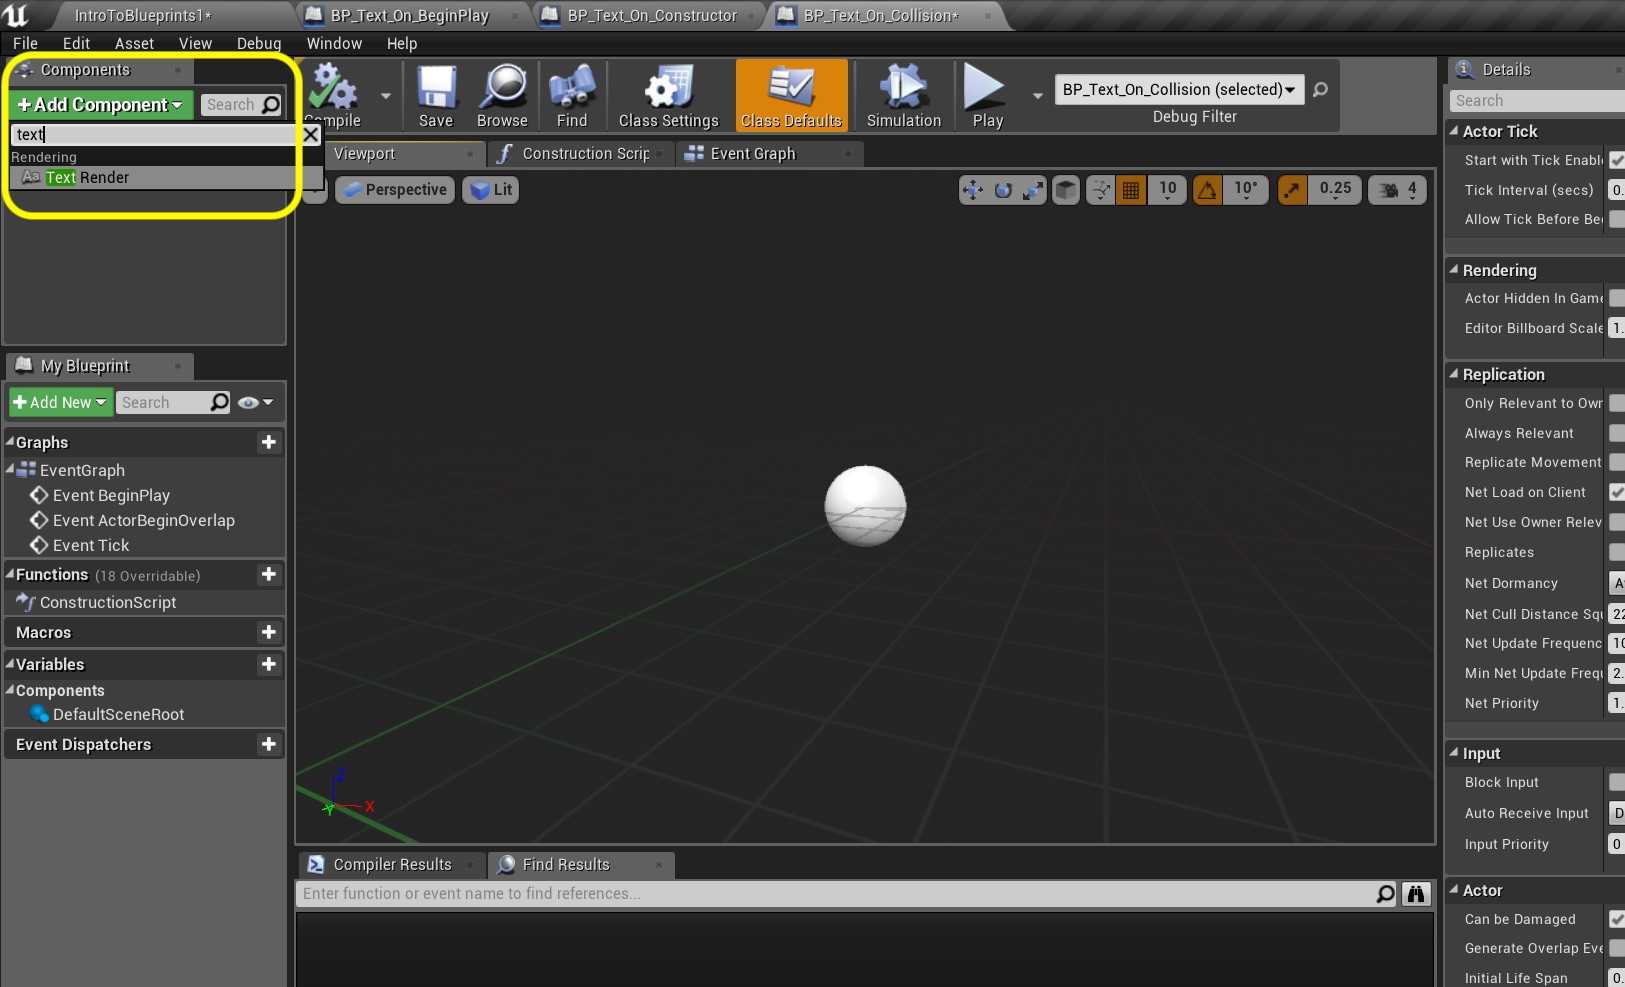 IntroToBlueprints1*
BP_Text_On_BeginPlay
BP_Text_On_Constructor
BP_Text_On_Collision*
File Edit Asset View Debug Window Help
Components
+Add Component
Search
text
Rendering
Aa Text Render
mpile
Save
Browse
Find
Class Settings
Class Defaults
Simulation
Play
BP_Text_On_Collision (selected)
Debug Filter
Viewport
Construction Scrip
Event Graph
Perspective
Lit
10
10°
0.25
4
Z
X
Y
My Blueprint
+Add New
Search
Graphs
EventGraph
Event BeginPlay
Event ActorBeginOverlap
Event Tick
Functions (18 Overridable)
ConstructionScript
Macros
Variables
Components
DefaultSceneRoot
Event Dispatchers
Compiler Results
Find Results
Enter function or event name to find references...
Details
Search
Actor Tick
Start with Tick Enabl
Tick Interval (secs) 0.
Allow Tick Before Be
Rendering
Actor Hidden In Game
Editor Billboard Scale 1.
Replication
Only Relevant to Owr
Always Relevant
Replicate Movement
Net Load on Client
Net Use Owner Relev
Replicates
Net Dormancy A
Net Cull Distance Squ 22
Net Update Frequenc 10
Min Net Update Frequ 2.
Net Priority 1.
Input
Block Input
Auto Receive Input D
Input Priority 0
Actor
Can be Damaged
Generate Overlap Eve
Initial Life Span 0.